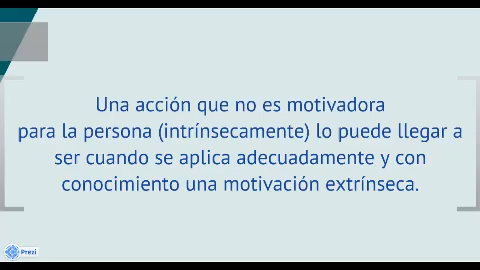 Una acción que no es motivadora
para la persona (intrínsecamente) lo puede llegar a
ser cuando se aplica adecuadamente y con
conocimiento una motivación extrínseca.
Prezi